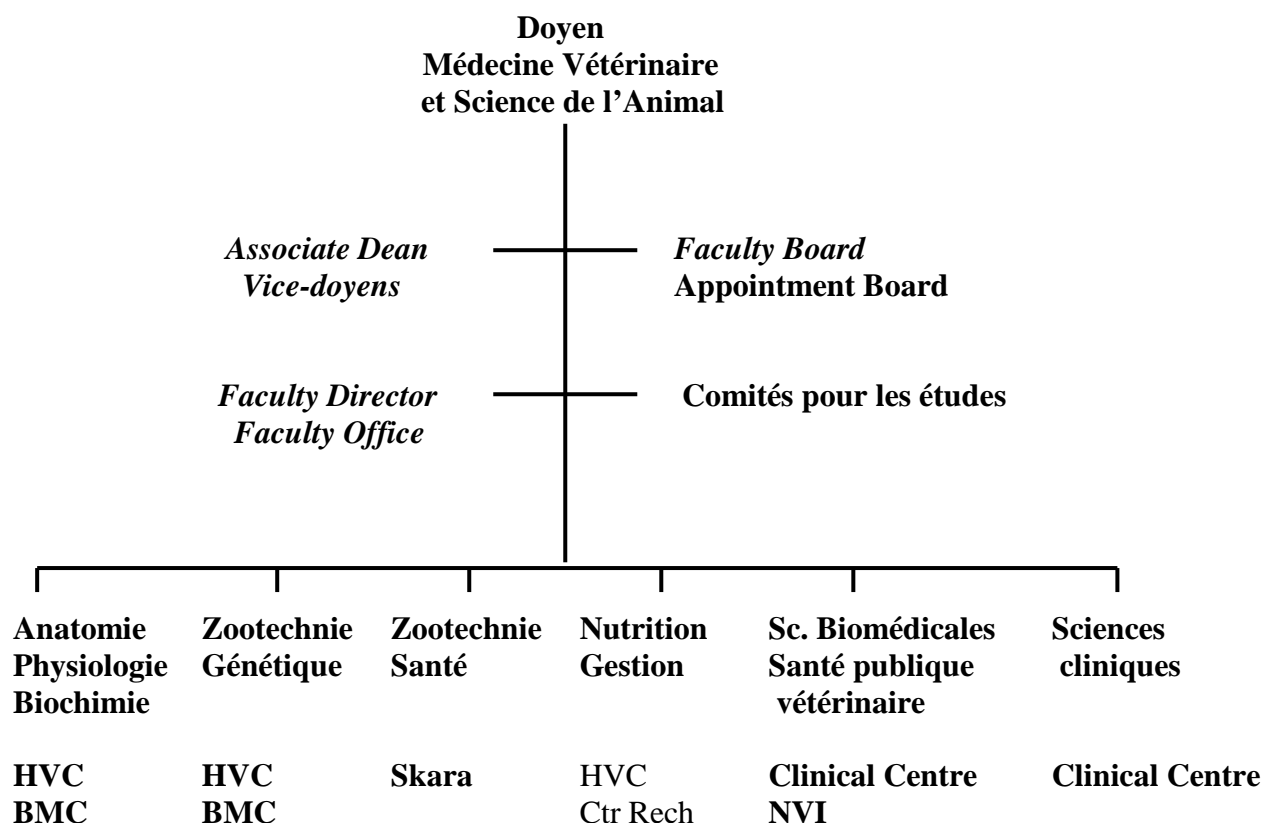 Doyen
Médecine Vétérinaire
et Science de l’Animal
Associate Dean
Vice-doyens
Faculty Board
Appointment Board
Faculty Director
Faculty Office
Comités pour les études
Anatomie
Physiologie
Biochimie
HVC
BMC
Zootechnie
Génétique
HVC
BMC
Zootechnie
Santé
Skara
Nutrition
Gestion
HVC
Ctr Rech
Sc. Biomédicales
Santé publique
vétérinaire
Clinical Centre
NVI
Sciences
cliniques
Clinical Centre